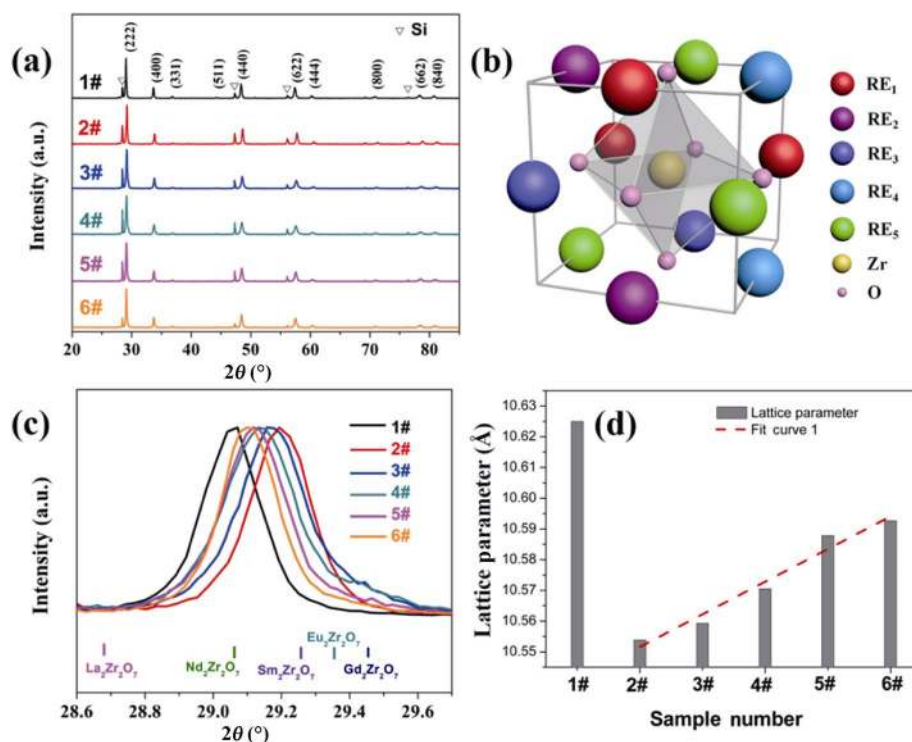 (a)
▽ Si
(222)
(400)
(331)
(511)
(440)
(622)
(444)
(800)
(662)
(840)
1#
2#
3#
4#
5#
6#
Intensity (a.u.)
20 30 40 50 60 70 80
2θ (°)
(b)
RE₁
RE₂
RE₃
RE₄
RE₅
Zr
O
(c)
1#
2#
3#
4#
5#
6#
Intensity (a.u.)
La₂Zr₂O₇
Nd₂Zr₂O₇
Sm₂Zr₂O₇
Eu₂Zr₂O₇
Gd₂Zr₂O₇
28.6 28.8 29.0 29.2 29.4 29.6
2θ (°)
(d)
Lattice parameter
Fit curve 1
Lattice parameter (Å)
10.63
10.62
10.60
10.59
10.57
10.56
10.55
1# 2# 3# 4# 5# 6#
Sample number